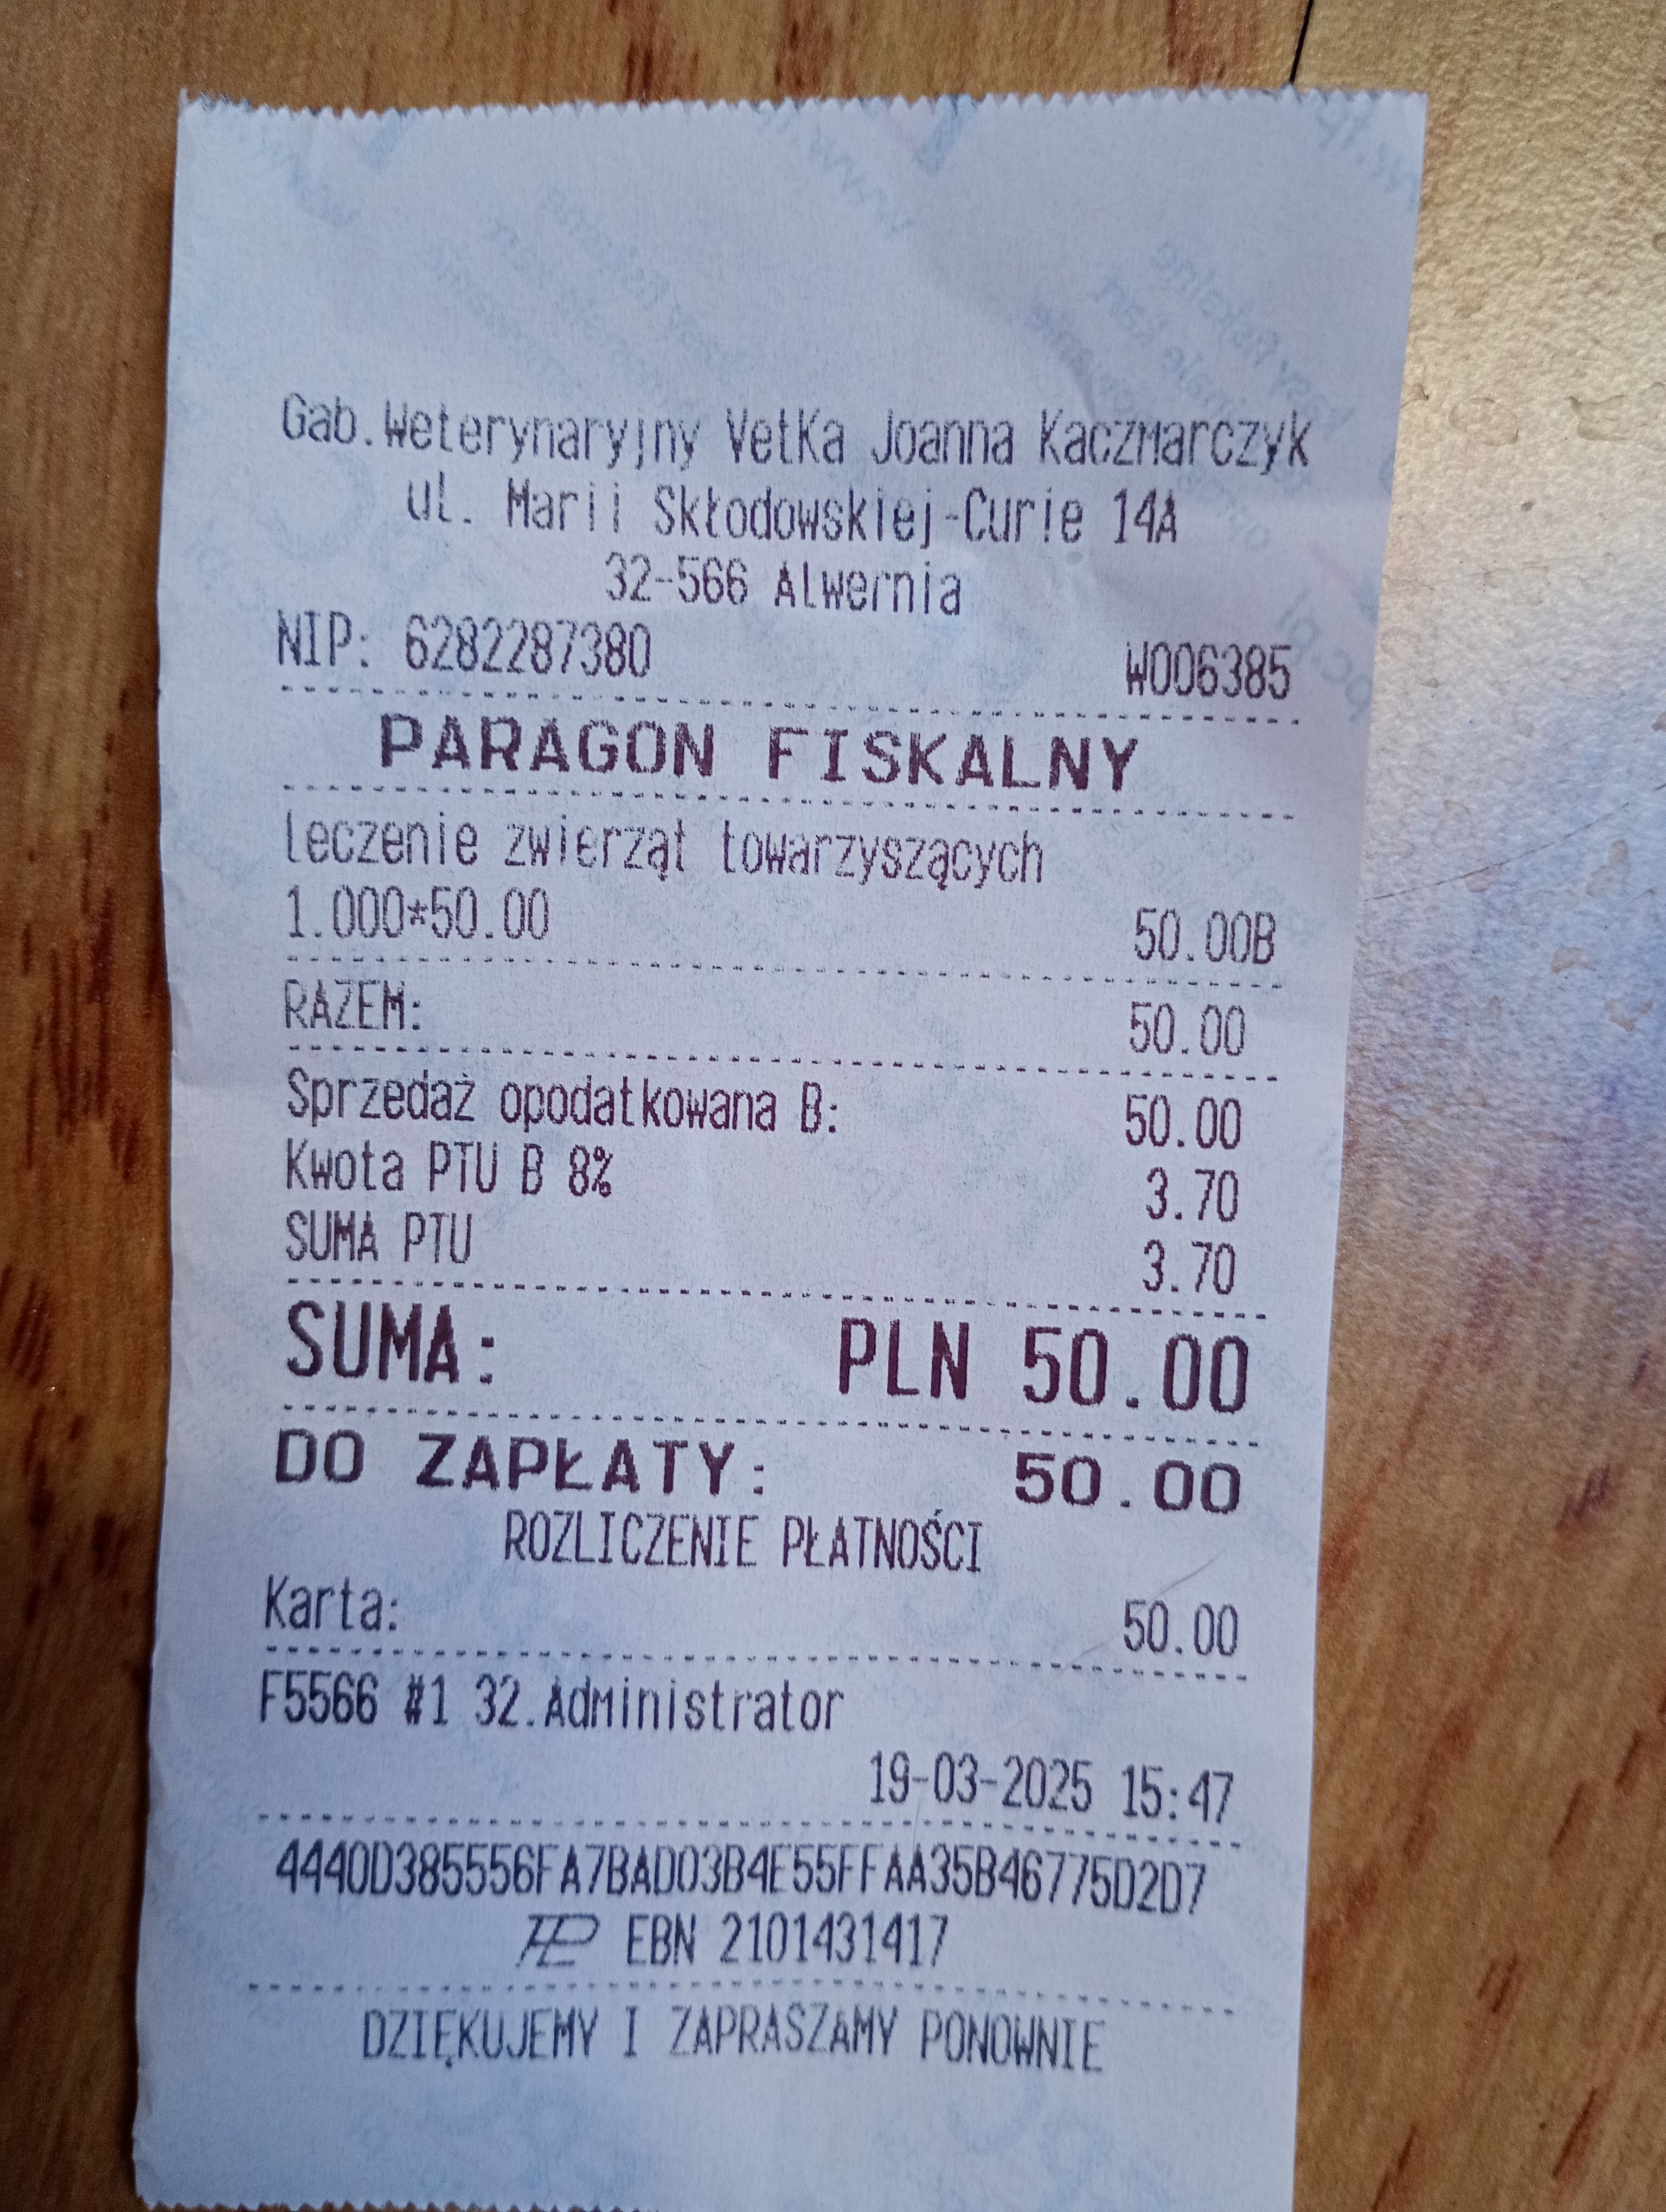 Gab.Weterynaryjny VetKa Joanna Kaczmarczyk
ul. Marii Skłodowskiej-Curie 14A
32-566 Alwernia
NIP: 6282287380 W006385
PARAGON FISKALNY
leczenie zwierząt towarzyszących
1.000*50.00 50.00B
RAZEM: 50.00
Sprzedaż opodatkowana B: 50.00
Kwota PTU B 8% 3.70
SUMA PTU 3.70
SUMA: PLN 50.00
DO ZAPŁATY: 50.00
ROZLICZENIE PŁATNOŚCI
Karta: 50.00
F5566 #1 32.Administrator
19-03-2025 15:47
4440D385556FA7BAD03B4E55FFAA35B46775D2D7
EBN 2101431417
DZIĘKUJEMY I ZAPRASZAMY PONOWNIE